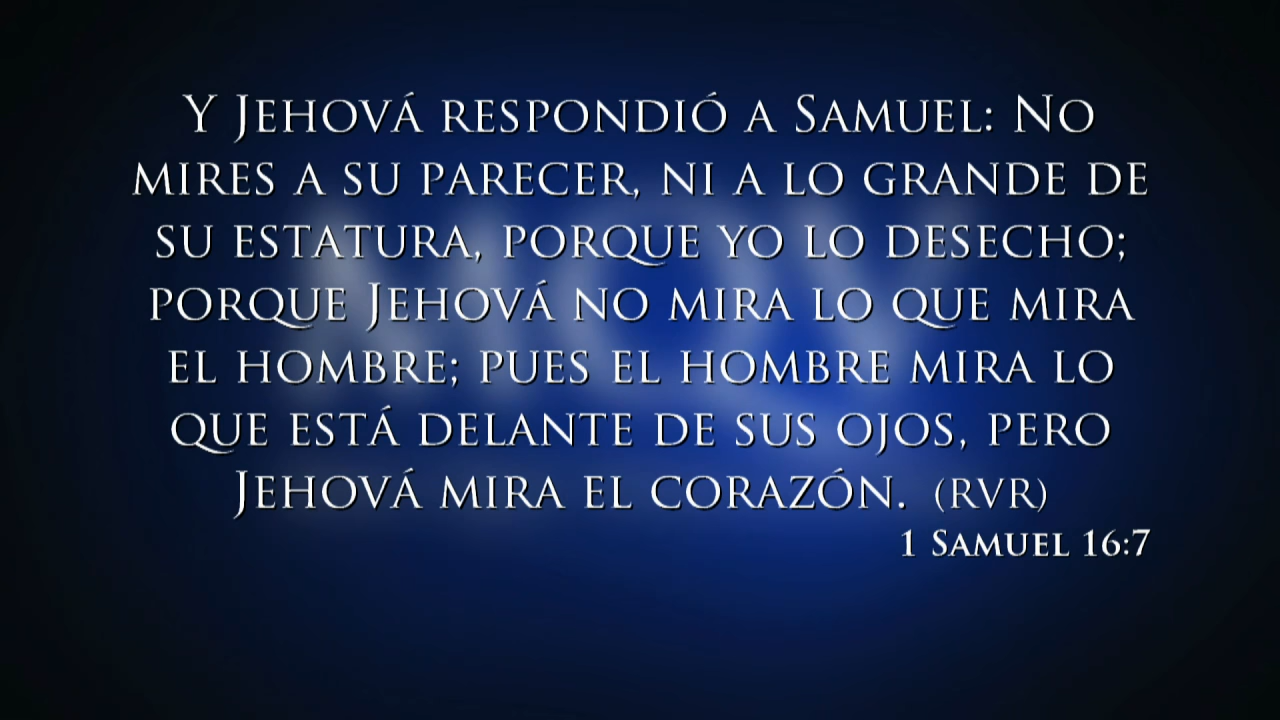 Y Jehová respondió a Samuel: No
mires a su parecer, ni a lo grande de
su estatura, porque yo lo desecho;
porque Jehová no mira lo que mira
el hombre; pues el hombre mira lo
que está delante de sus ojos, pero
Jehová mira el corazón. (RVR)
1 Samuel 16:7